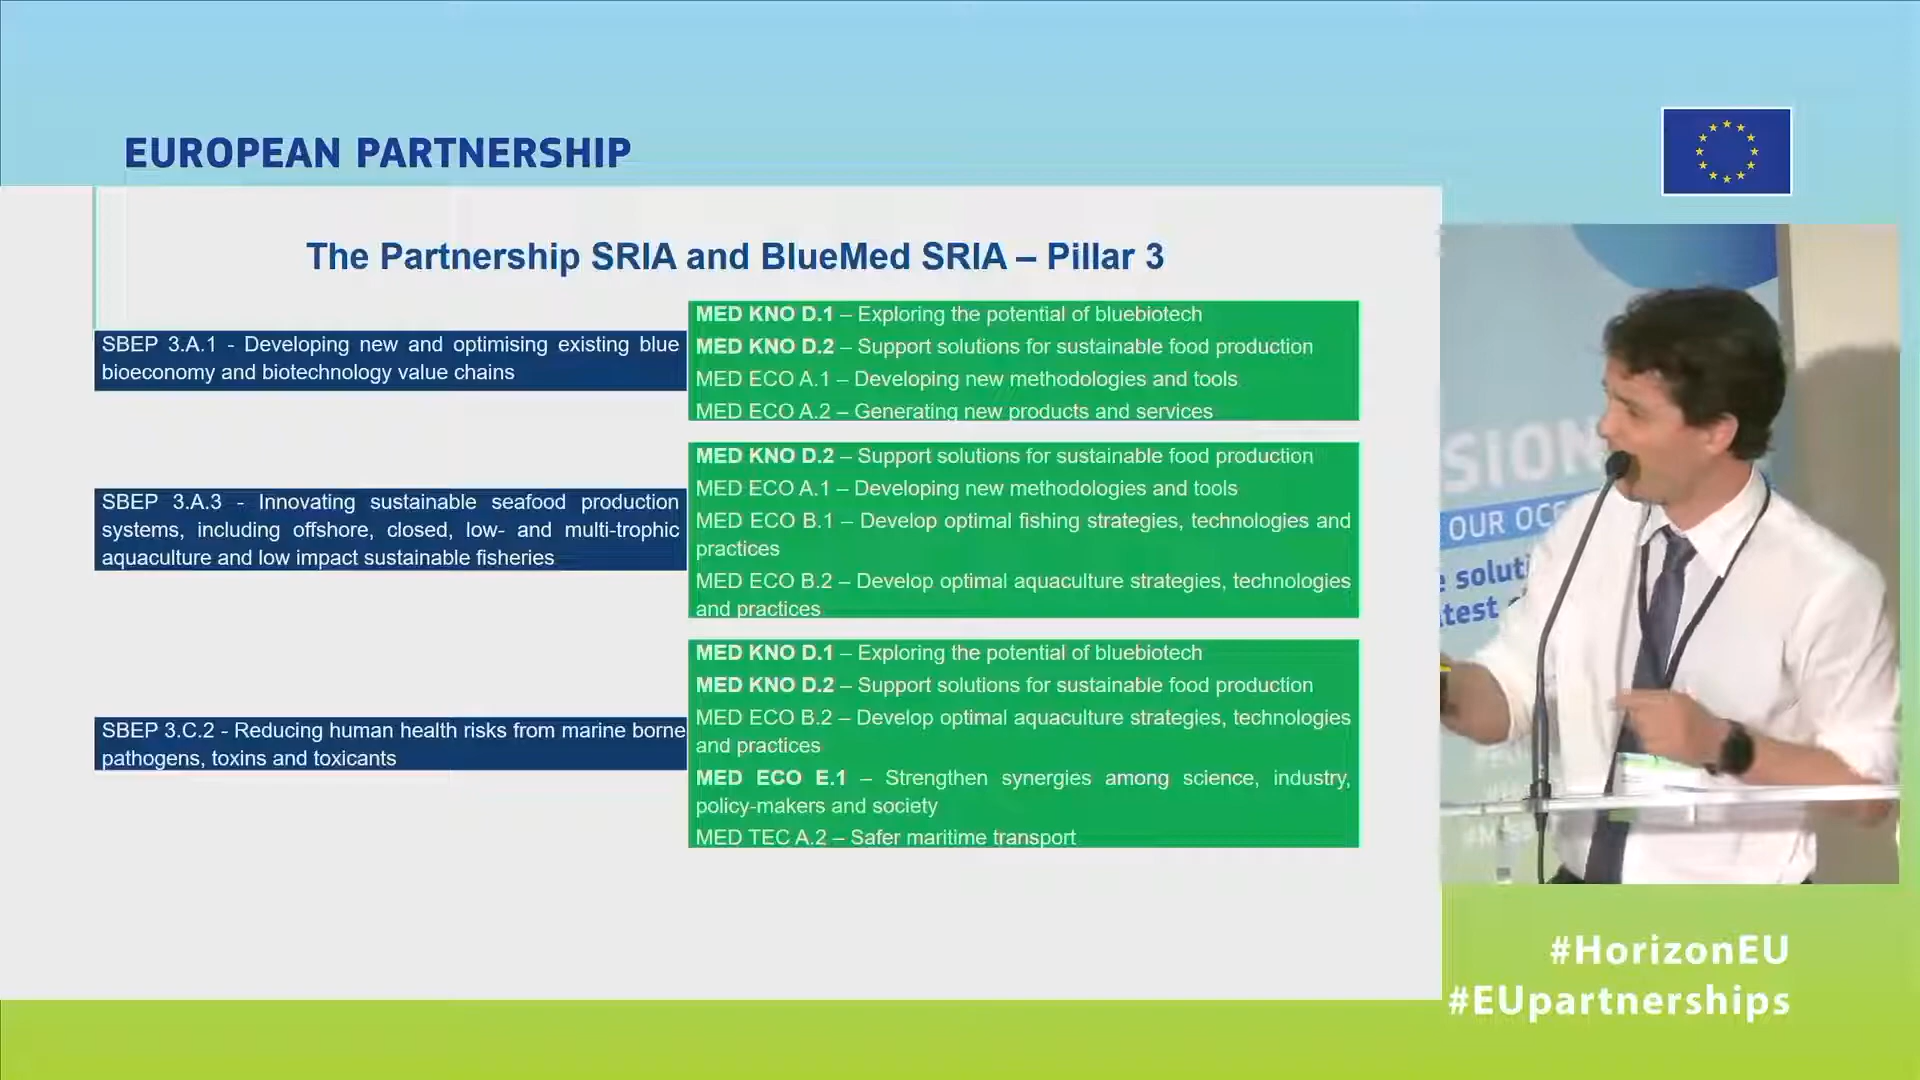 EUROPEAN PARTNERSHIP
The Partnership SRIA and BlueMed SRIA – Pillar 3
SBEP 3.A.1 - Developing new and optimising existing blue
bioeconomy and biotechnology value chains
MED KNO D.1 – Exploring the potential of bluebiotech
MED KNO D.2 – Support solutions for sustainable food production
MED ECO A.1 – Developing new methodologies and tools
MED ECO A.2 – Generating new products and services
SBEP 3.A.3 - Innovating sustainable seafood production
systems, including offshore, closed, low- and multi-trophic
aquaculture and low impact sustainable fisheries
MED KNO D.2 – Support solutions for sustainable food production
MED ECO A.1 – Developing new methodologies and tools
MED ECO B.1 – Develop optimal fishing strategies, technologies and
practices
MED ECO B.2 – Develop optimal aquaculture strategies, technologies
and practices
SBEP 3.C.2 - Reducing human health risks from marine borne
pathogens, toxins and toxicants
MED KNO D.1 – Exploring the potential of bluebiotech
MED KNO D.2 – Support solutions for sustainable food production
MED ECO B.2 – Develop optimal aquaculture strategies, technologies
and practices
MED ECO E.1 – Strengthen synergies among science, industry,
policy-makers and society
MED TEC A.2 – Safer maritime transport
SION
OUR OCE
e soluti
test
#HorizonEU
#EUpartnerships